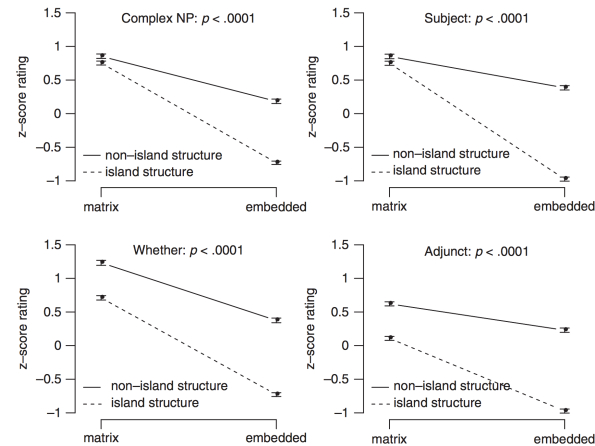 Complex NP: p < .0001
z–score rating
1.5
1
0.5
0
−0.5
−1
non–island structure
island structure
matrix embedded
Subject: p < .0001
z–score rating
1.5
1
0.5
0
−0.5
−1
non–island structure
island structure
matrix embedded
Whether: p < .0001
z–score rating
1.5
1
0.5
0
−0.5
−1
non–island structure
island structure
matrix embedded
Adjunct: p < .0001
z–score rating
1.5
1
0.5
0
−0.5
−1
non–island structure
island structure
matrix embedded